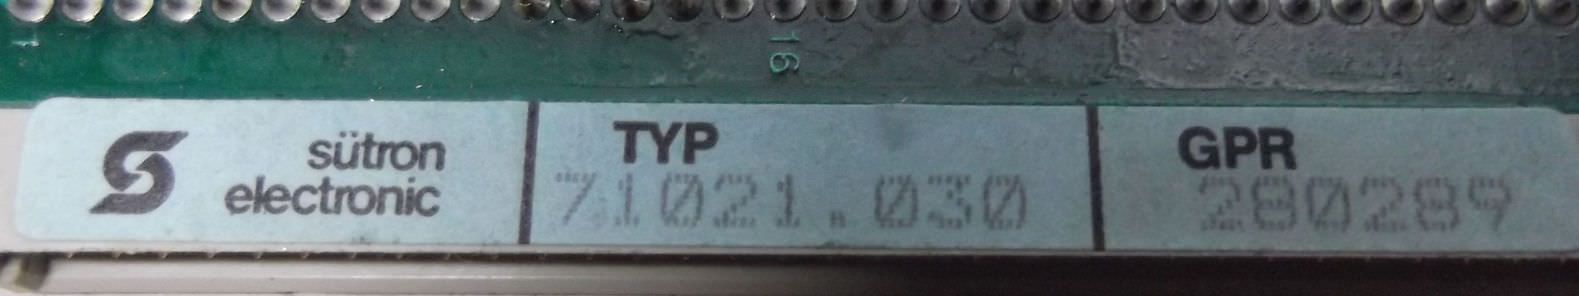 16
sütron
electronic
TYP
71021.030
GPR
280289